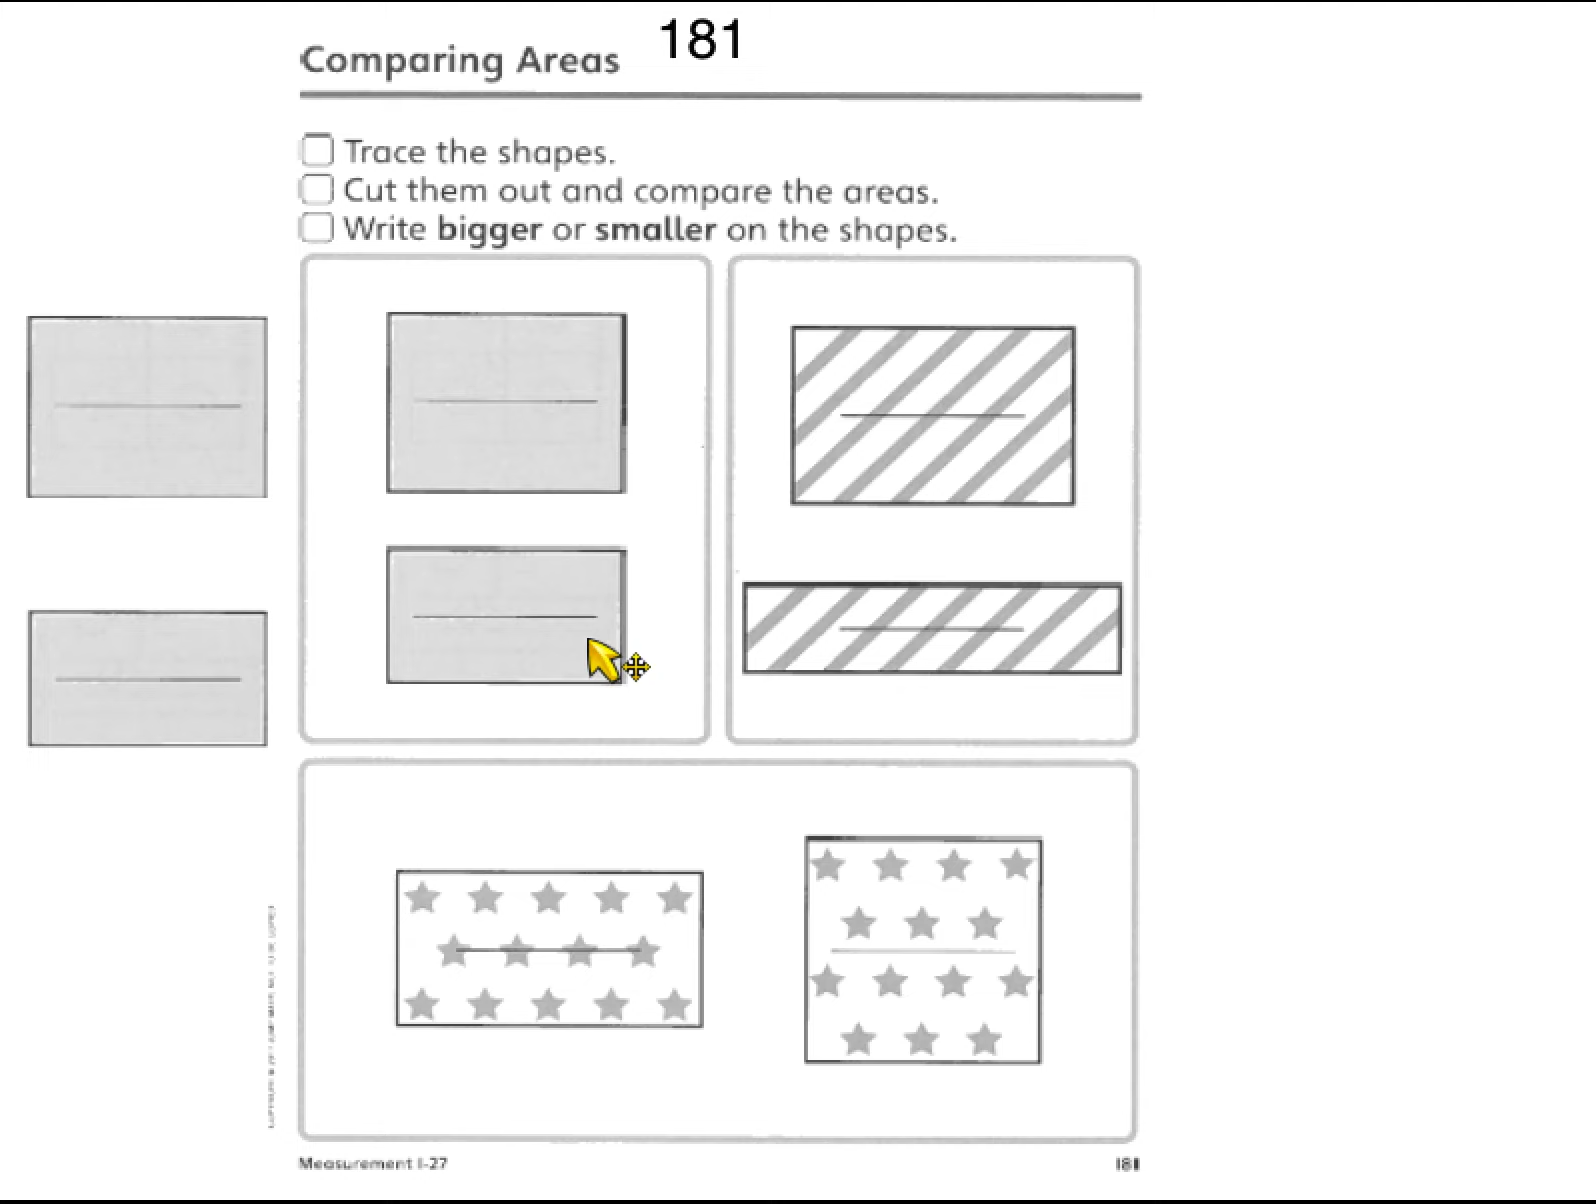 181
Comparing Areas
Trace the shapes.
Cut them out and compare the areas.
Write bigger or smaller on the shapes.
Measurement 1-27
181